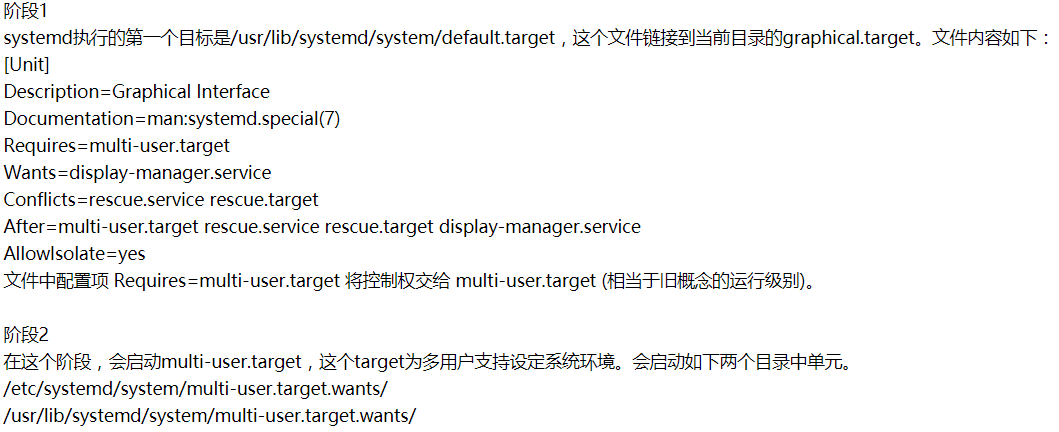 阶段1
systemd执行的第一个目标是/usr/lib/systemd/system/default.target，这个文件链接到当前目录的graphical.target。文件内容如下：
[Unit]
Description=Graphical Interface
Documentation=man:systemd.special(7)
Requires=multi-user.target
Wants=display-manager.service
Conflicts=rescue.service rescue.target
After=multi-user.target rescue.service rescue.target display-manager.service
AllowIsolate=yes
文件中配置项 Requires=multi-user.target 将控制权交给 multi-user.target (相当于旧概念的运行级别)。
阶段2
在这个阶段，会启动multi-user.target，这个target为多用户支持设定系统环境。会启动如下两个目录中单元。
/etc/systemd/system/multi-user.target.wants/
/usr/lib/systemd/system/multi-user.target.wants/